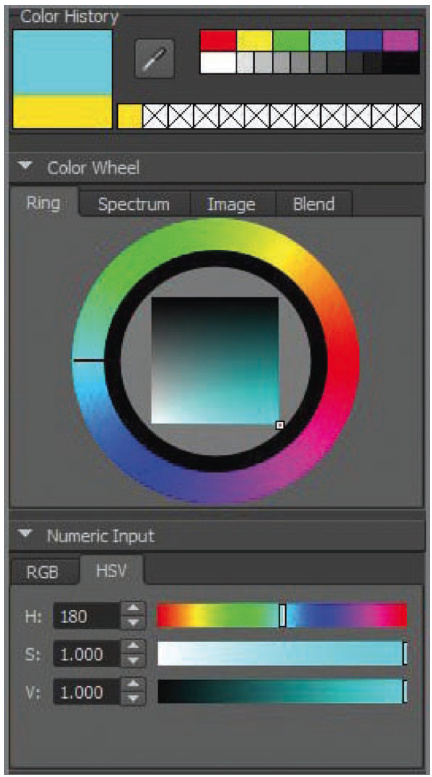 Color History
Color Wheel
Ring Spectrum Image Blend
Numeric Input
RGB HSV
H: 180
S: 1.000
V: 1.000